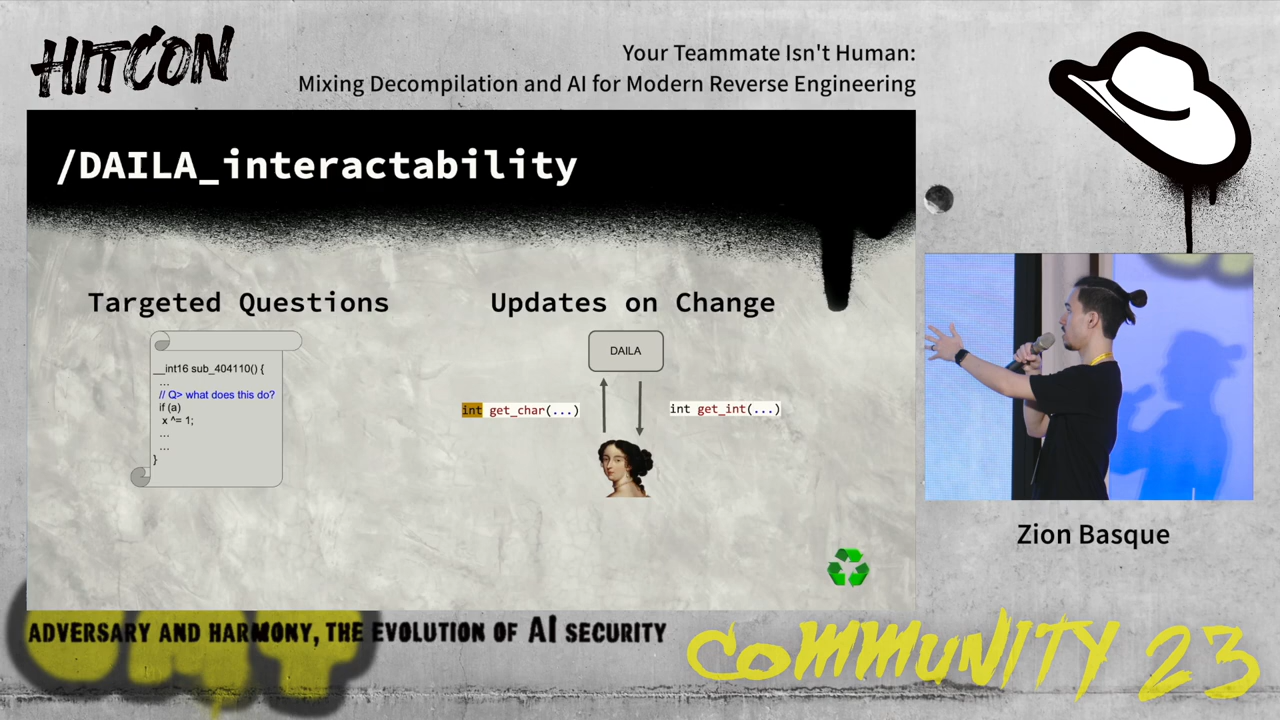 HITCON
Your Teammate Isn't Human:
Mixing Decompilation and AI for Modern Reverse Engineering
/DAILA_interactability
Targeted Questions
__int16 sub_404110() {
...
// Q> what does this do?
if (a)
x ^= 1;
...
...
}
Updates on Change
DAILA
int get_char(...)
int get_int(...)
Zion Basque
ADVERSARY AND HARMONY, THE EVOLUTION OF AI SECURITY
COMMUNITY 23